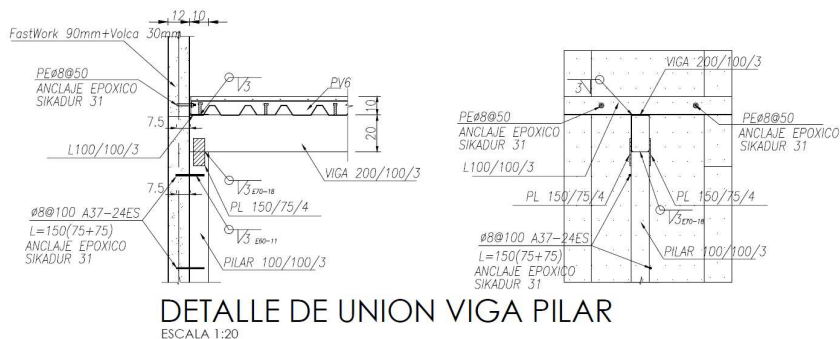 12 10
FastWork 90mm+Volca 30mm
PEø8@50
ANCLAJE EPOXICO
SIKADUR 31
7.5
L100/100/3
7.5
ø8@100 A37-24ES
L=150(75+75)
ANCLAJE EPOXICO
SIKADUR 31
3
PV6
10
20
VIGA 200/100/3
3 E70-18
PL 150/75/4
3 E60-11
PILAR 100/100/3
VIGA 200/100/3
3
PEø8@50
ANCLAJE EPOXICO
SIKADUR 31
PEø8@50
ANCLAJE EPOXICO
SIKADUR 31
L100/100/3
PL 150/75/4
PL 150/75/4
3 E70-18
ø8@100 A37-24ES
L=150(75+75)
ANCLAJE EPOXICO
SIKADUR 31
PILAR 100/100/3
DETALLE DE UNION VIGA PILAR
ESCALA 1:20